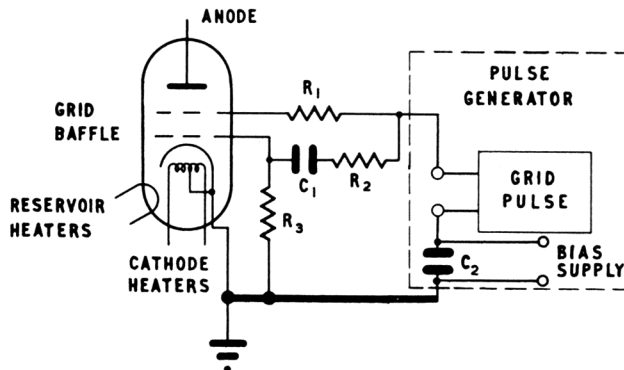 ANODE
GRID
BAFFLE
RESERVOIR
HEATERS
CATHODE
HEATERS
R1
C1
R2
R3
PULSE
GENERATOR
GRID
PULSE
C2
BIAS
SUPPLY